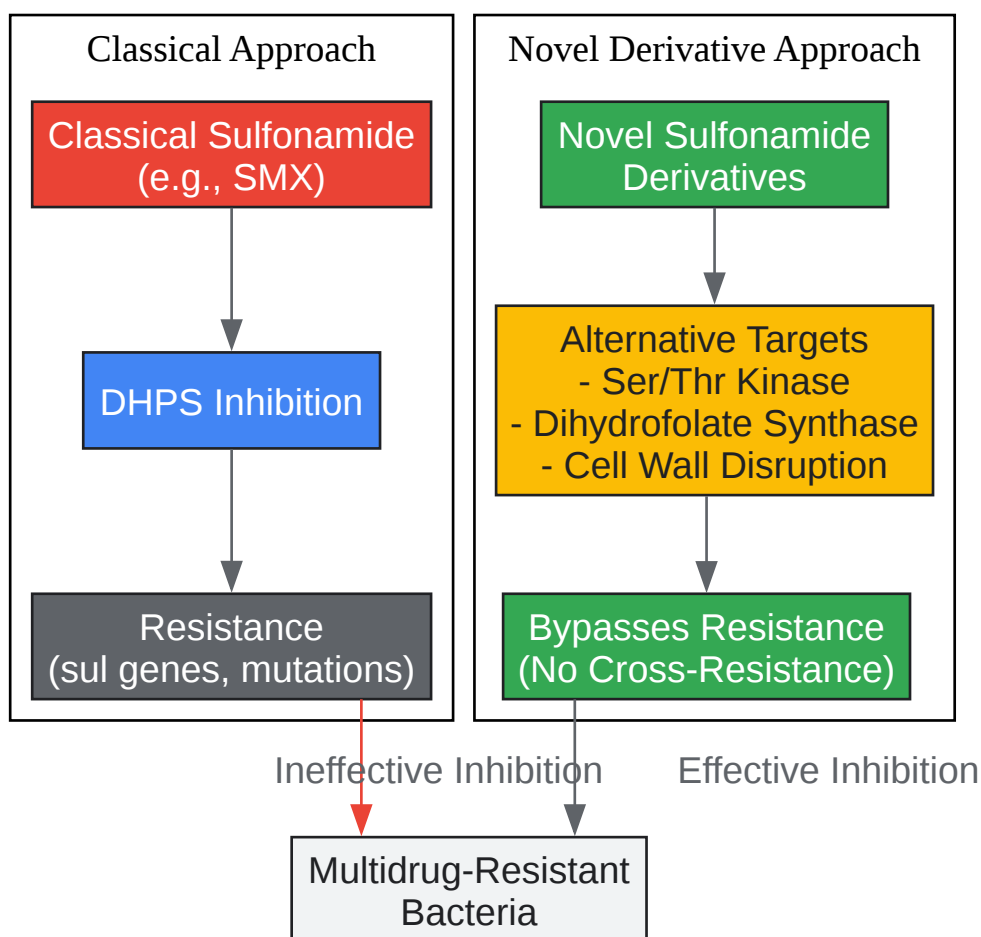 Classical Approach
Classical Sulfonamide
(e.g., SMX)
DHPS Inhibition
Resistance
(sul genes, mutations)
Novel Derivative Approach
Novel Sulfonamide
Derivatives
Alternative Targets
- Ser/Thr Kinase
- Dihydrofolate Synthase
- Cell Wall Disruption
Bypasses Resistance
(No Cross-Resistance)
Ineffective Inhibition
Effective Inhibition
Multidrug-Resistant
Bacteria